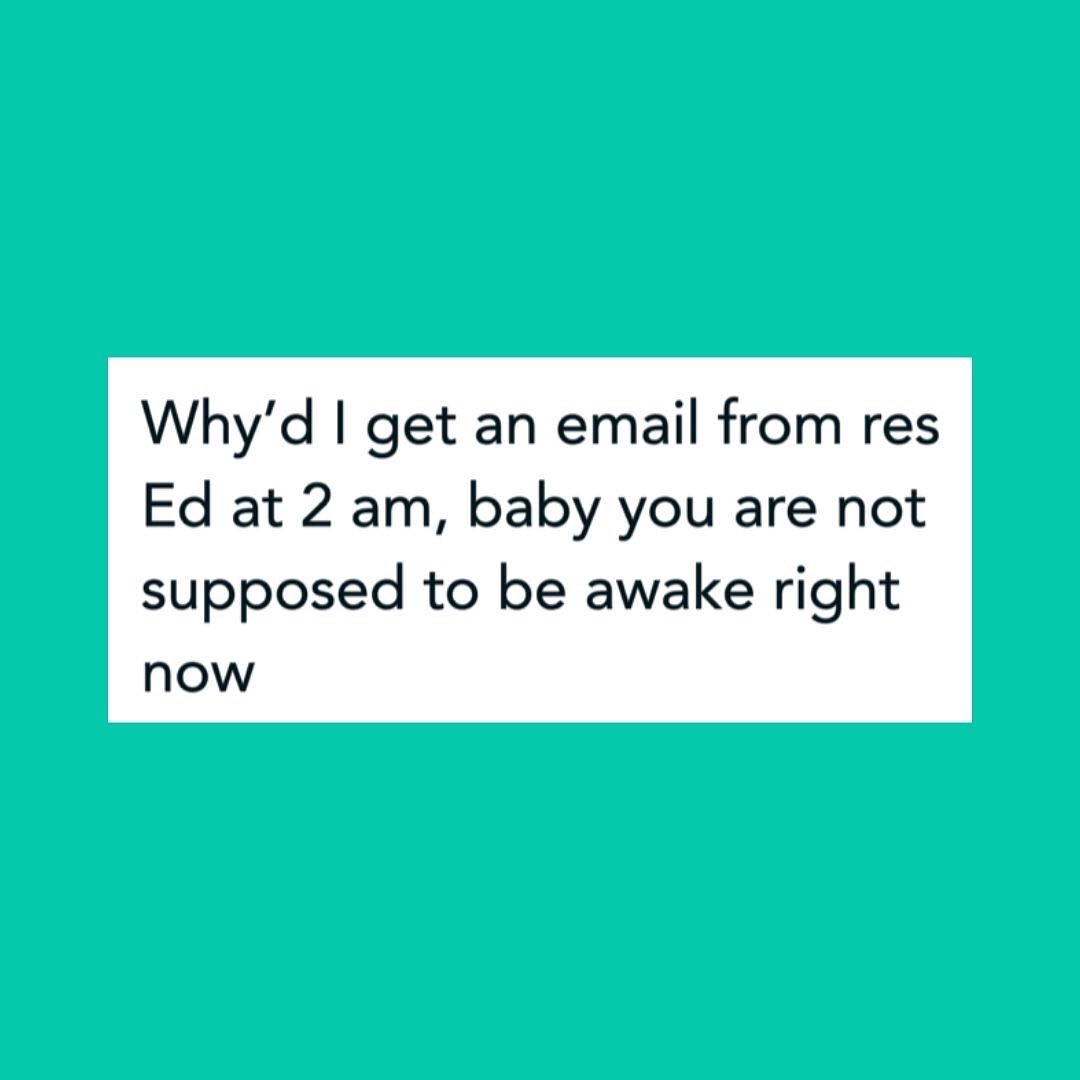 Why’d I get an email from res
Ed at 2 am, baby you are not
supposed to be awake right
now